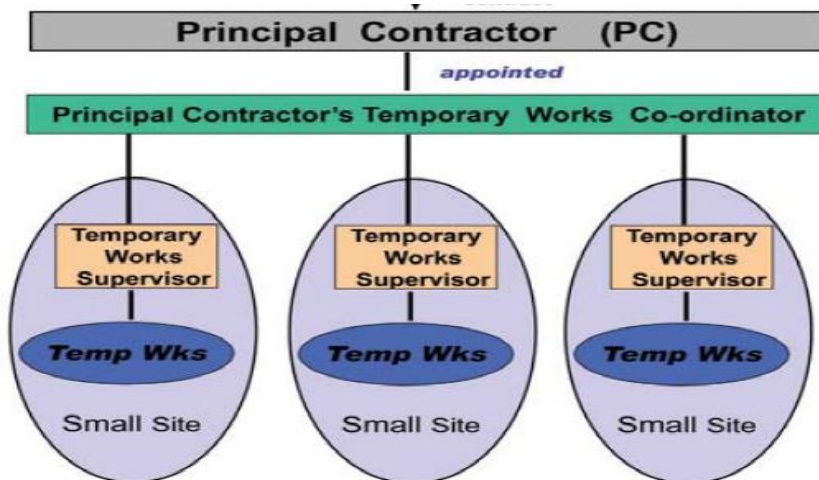 Principal Contractor (PC)
appointed
Principal Contractor's Temporary Works Co-ordinator
Temporary
Works
Supervisor
Temp Wks
Small Site
Temporary
Works
Supervisor
Temp Wks
Small Site
Temporary
Works
Supervisor
Temp Wks
Small Site